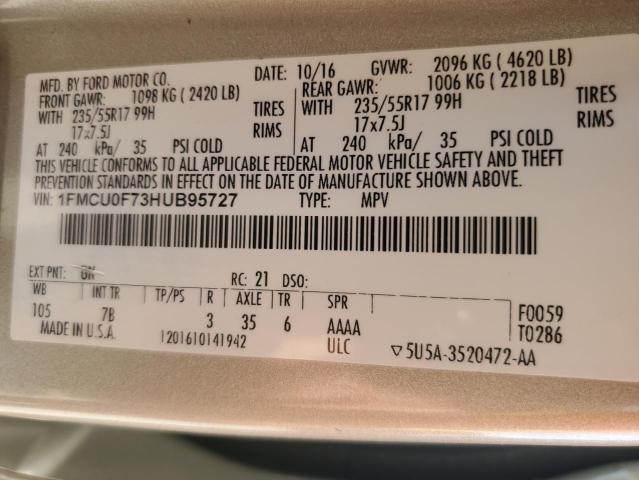 MFD. BY FORD MOTOR CO. DATE: 10/16 GVWR: 2096 KG ( 4620 LB)
FRONT GAWR: 1098 KG ( 2420 LB) REAR GAWR: 1006 KG ( 2218 LB)
WITH 235/55R17 99H TIRES WITH 235/55R17 99H TIRES
17x7.5J RIMS 17x7.5J RIMS
AT 240 kPa/ 35 PSI COLD AT 240 kPa/ 35 PSI COLD
THIS VEHICLE CONFORMS TO ALL APPLICABLE FEDERAL MOTOR VEHICLE SAFETY AND THEFT
PREVENTION STANDARDS IN EFFECT ON THE DATE OF MANUFACTURE SHOWN ABOVE.
VIN: 1FMCU0F73HUB95727 TYPE: MPV
EXT PNT: GN RC: 21 DSO:
WB INT TR TP/PS R AXLE TR SPR F0059
105 7B 3 35 6 AAAA T0286
MADE IN U.S.A. 1201610141942 UIC ▽5U5A-3520472-AA